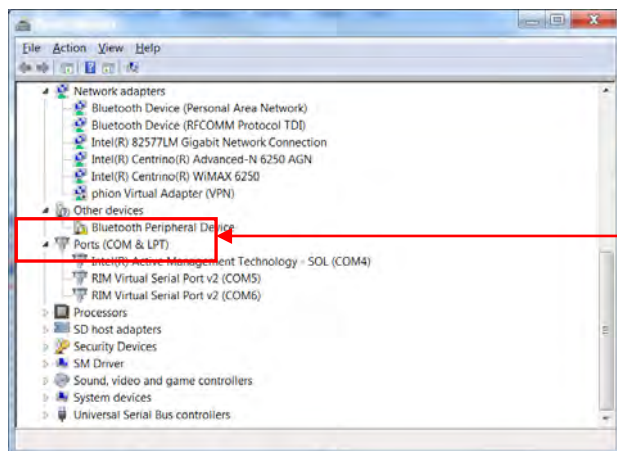 File Action View Help
Network adapters
Bluetooth Device (Personal Area Network)
Bluetooth Device (RFCOMM Protocol TDI)
Intel(R) 82577LM Gigabit Network Connection
Intel(R) Centrino(R) Advanced-N 6250 AGN
Intel(R) Centrino(R) WiMAX 6250
phion Virtual Adapter (VPN)
Other devices
Bluetooth Peripheral Device
Ports (COM & LPT)
Intel(R) Active Management Technology - SOL (COM4)
RIM Virtual Serial Port v2 (COM5)
RIM Virtual Serial Port v2 (COM6)
Processors
SD host adapters
Security Devices
SM Driver
Sound, video and game controllers
System devices
Universal Serial Bus controllers